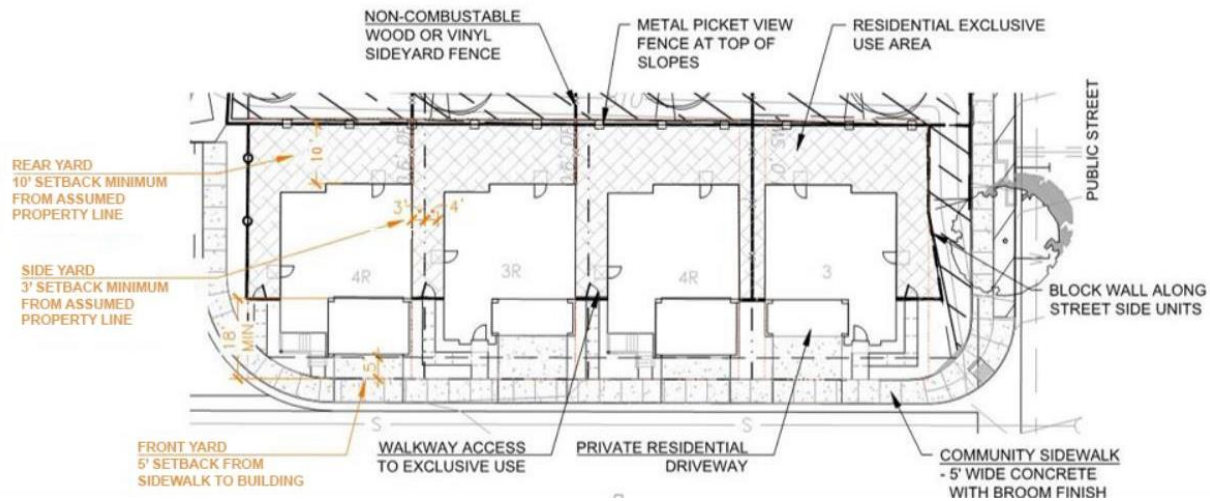 NON-COMBUSTABLE
WOOD OR VINYL
SIDEYARD FENCE
METAL PICKET VIEW
FENCE AT TOP OF
SLOPES
RESIDENTIAL EXCLUSIVE
USE AREA
PUBLIC STREET
REAR YARD
10' SETBACK MINIMUM
FROM ASSUMED
PROPERTY LINE
10'
3'
4'
SIDE YARD
3' SETBACK MINIMUM
FROM ASSUMED
PROPERTY LINE
4R
3R
4R
3
BLOCK WALL ALONG
STREET SIDE UNITS
18'
MIN
5'
S
S
FRONT YARD
5' SETBACK FROM
SIDEWALK TO BUILDING
WALKWAY ACCESS
TO EXCLUSIVE USE
PRIVATE RESIDENTIAL
DRIVEWAY
COMMUNITY SIDEWALK
- 5' WIDE CONCRETE
WITH BROOM FINISH